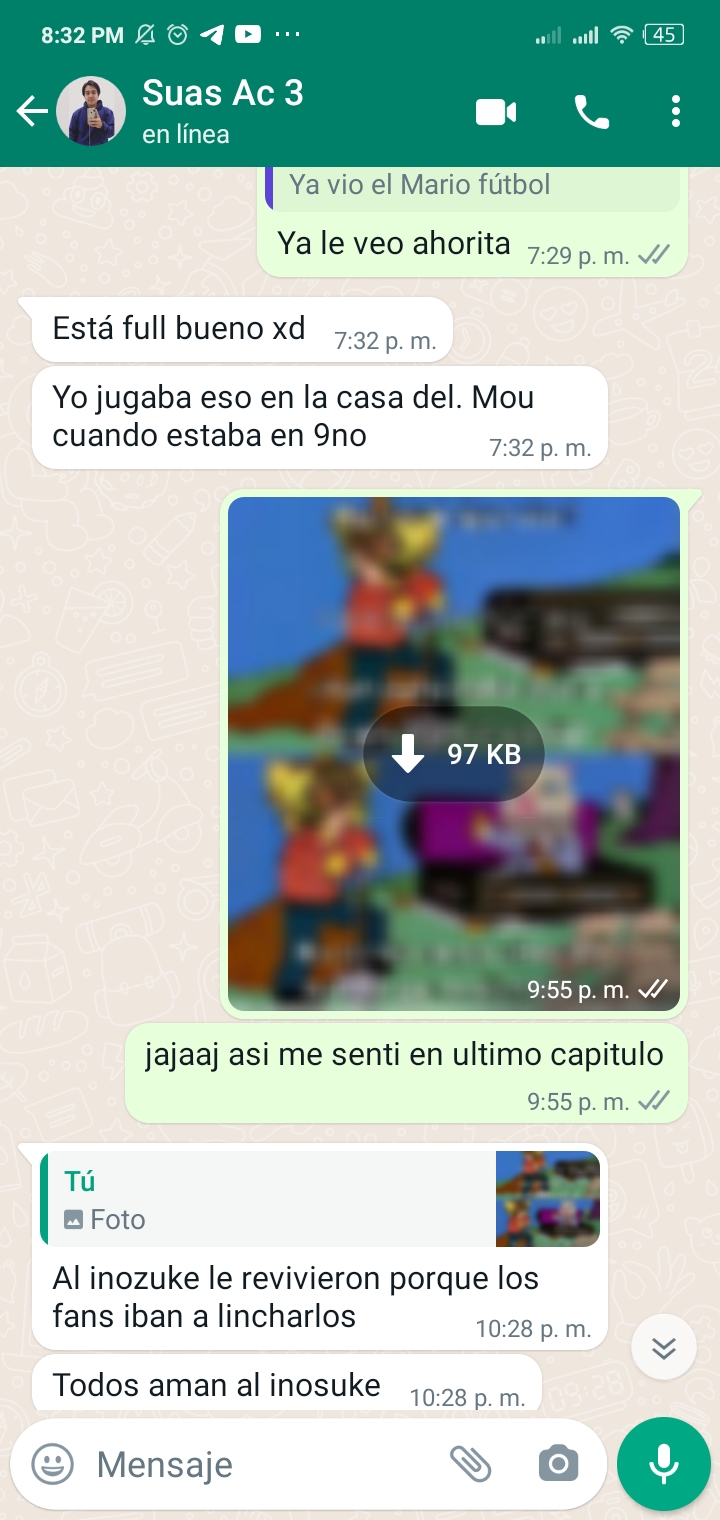 8:32 PM
45
Suas Ac 3
en línea
Ya vio el Mario fútbol
Ya le veo ahorita 7:29 p. m.
Está full bueno xd 7:32 p. m.
Yo jugaba eso en la casa del. Mou
cuando estaba en 9no 7:32 p. m.
97 KB
9:55 p. m.
jajaaj asi me senti en ultimo capitulo
9:55 p. m.
Tú
Foto
Al inozuke le revivieron porque los
fans iban a lincharlos 10:28 p. m.
Todos aman al inosuke 10:28 p. m.
Mensaje